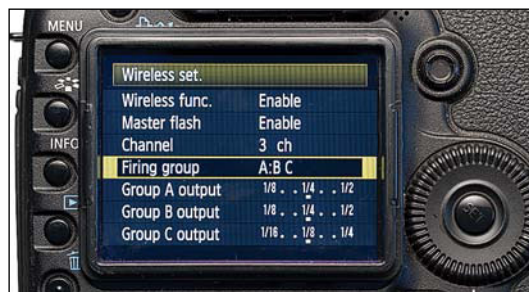 MENU
INFO
Wireless set.
Wireless func. Enable
Master flash Enable
Channel 3 ch
Firing group A:B C
Group A output 1/8 . . 1/4 . . 1/2
Group B output 1/8 . . 1/4 . . 1/2
Group C output 1/16 . . 1/8 . . 1/4
SET